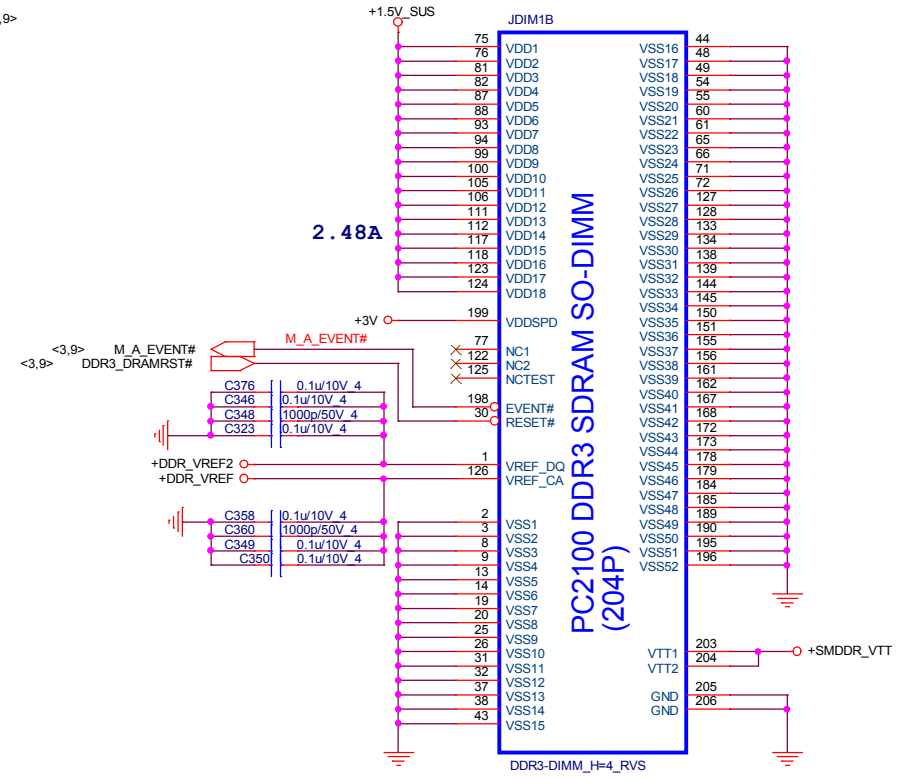 ,9>
+1.5V_SUS
JDIM1B
75 VDD1 VSS16 44
76 VDD2 VSS17 48
81 VDD3 VSS18 49
82 VDD4 VSS19 54
87 VDD5 VSS20 55
88 VDD6 VSS21 60
93 VDD7 VSS22 61
94 VDD8 VSS23 65
99 VDD9 VSS24 66
100 VDD10 VSS25 71
105 VDD11 VSS26 72
106 VDD12 VSS27 127
111 VDD13 VSS28 128
112 VDD14 VSS29 133
117 VDD15 VSS30 134
118 VDD16 VSS31 138
123 VDD17 VSS32 139
124 VDD18 VSS33 144
VSS34 145
2.48A
+3V 199 VDDSPD VSS35 150
VSS36 151
77 NC1 VSS37 155
122 NC2 VSS38 156
125 NCTEST VSS39 161
VSS40 162
<3,9> M_A_EVENT# M_A_EVENT# 198 EVENT# VSS41 167
<3,9> DDR3_DRAMRST# 30 RESET# VSS42 168
VSS43 172
VSS44 173
C376 0.1u/10V_4
C346 0.1u/10V_4
C348 1000p/50V_4
C323 0.1u/10V_4
+DDR_VREF2 1 VREF_DQ VSS45 178
+DDR_VREF 126 VREF_CA VSS46 179
VSS47 184
VSS48 185
C358 0.1u/10V_4
C360 1000p/50V_4
C349 0.1u/10V_4
C350 0.1u/10V_4
2 VSS1 VSS49 189
3 VSS2 VSS50 190
8 VSS3 VSS51 195
9 VSS4 VSS52 196
13 VSS5
14 VSS6
19 VSS7
20 VSS8
25 VSS9
26 VSS10
31 VSS11
32 VSS12
37 VSS13
38 VSS14
43 VSS15
PC2100 DDR3 SDRAM SO-DIMM
(204P)
VTT1 203 +SMDDR_VTT
VTT2 204
GND 205
GND 206
DDR3-DIMM_H=4_RVS